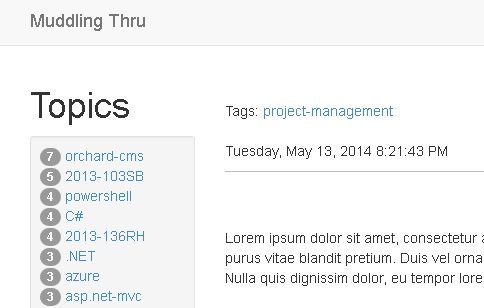 Muddling Thru
Topics
7 orchard-cms
5 2013-103SB
4 powershell
4 C#
4 2013-136RH
3 .NET
3 azure
3 asp.net-mvc
Tags: project-management
Tuesday, May 13, 2014 8:21:43 PM
Lorem ipsum dolor sit amet, consectetur a
purus vitae blandit pretium. Duis vel orna
Nulla quis dignissim dolor, eu tempor lore